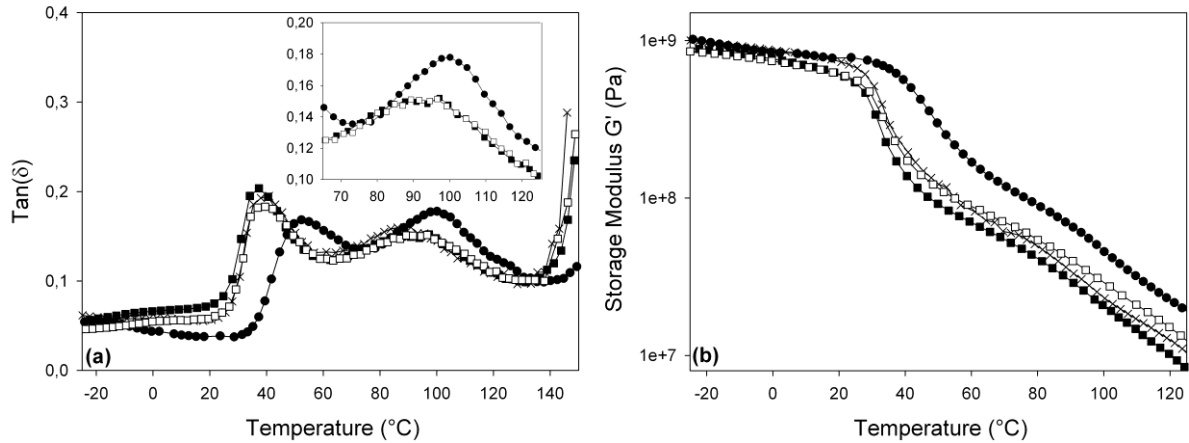 0,4
0,3
0,2
0,1
0,0
Tan(δ)
-20 0 20 40 60 80 100 120 140
Temperature (°C)
(a)
0,20
0,18
0,16
0,14
0,12
0,10
70 80 90 100 110 120
1e+9
1e+8
1e+7
Storage Modulus G' (Pa)
-20 0 20 40 60 80 100 120
Temperature (°C)
(b)